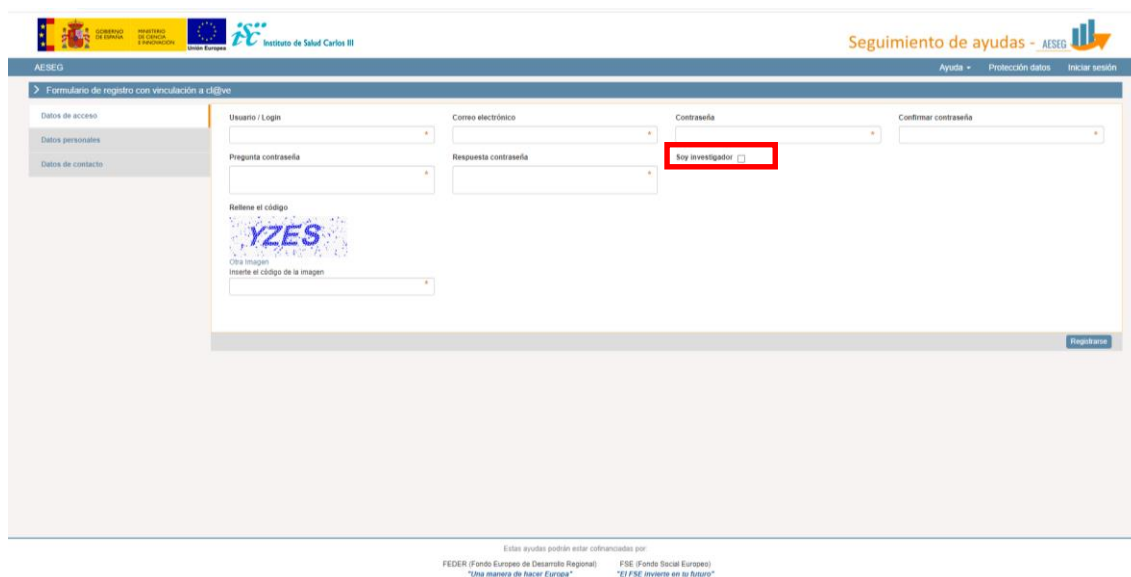 GOBIERNO DE ESPAÑA
MINISTERIO DE CIENCIA E INNOVACIÓN
Unión Europea
Instituto de Salud Carlos III
Seguimiento de ayudas - AESEG
AESEG
Ayuda
Protección datos
Iniciar sesión
Formulario de registro con vinculación a cl@ve
Datos de acceso
Datos personales
Datos de contacto
Usuario / Login
Correo electrónico
Contraseña
Confirmar contraseña
*
*
*
*
Pregunta contraseña
Respuesta contraseña
Soy investigador
*
*
Rellene el código
YZES
Otra imagen
Inserte el código de la imagen
*
Registrarse
Estas ayudas podrán estar cofinanciadas por
FEDER (Fondo Europeo de Desarrollo Regional)
FSE (Fondo Social Europeo)
"Una manera de hacer Europa"
"El FSE invierte en tu futuro"